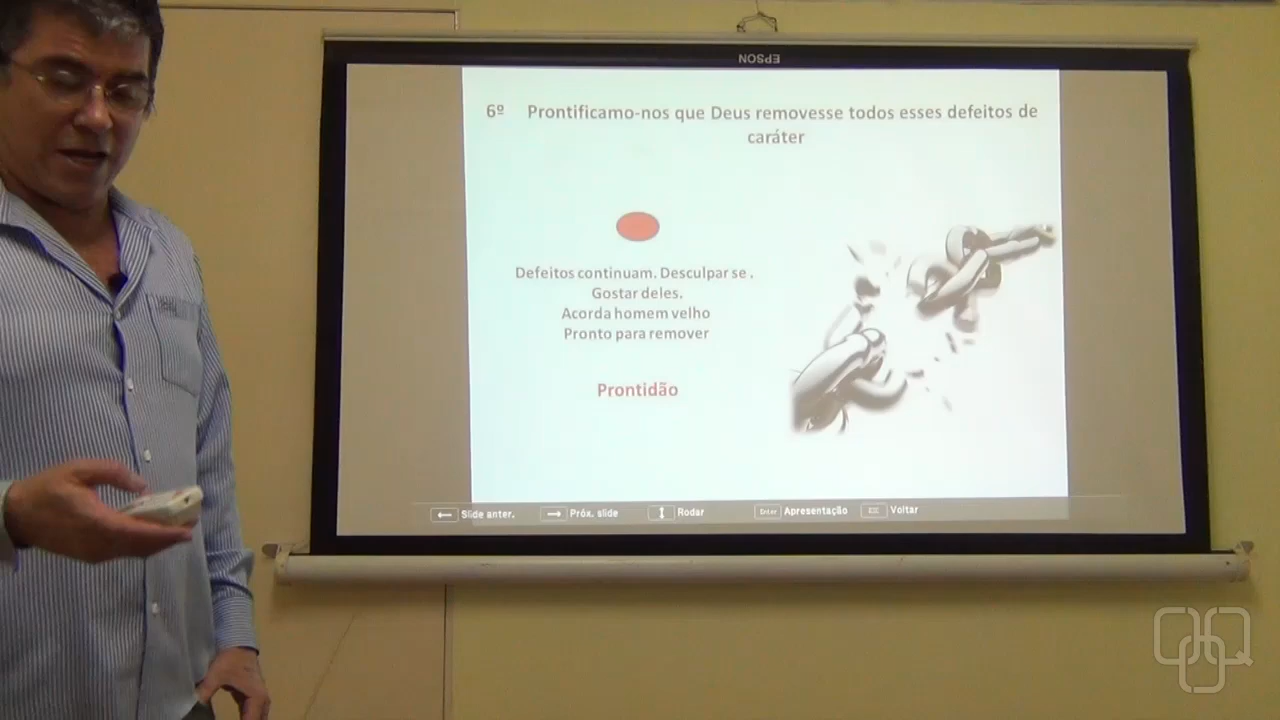 EPSON
6º Prontificamo-nos que Deus removesse todos esses defeitos de
caráter
Defeitos continuam. Desculpar se .
Gostar deles.
Acorda homem velho
Pronto para remover
Prontidão
Slide anter. Próx. slide Rodar Enter Apresentação Esc Voltar